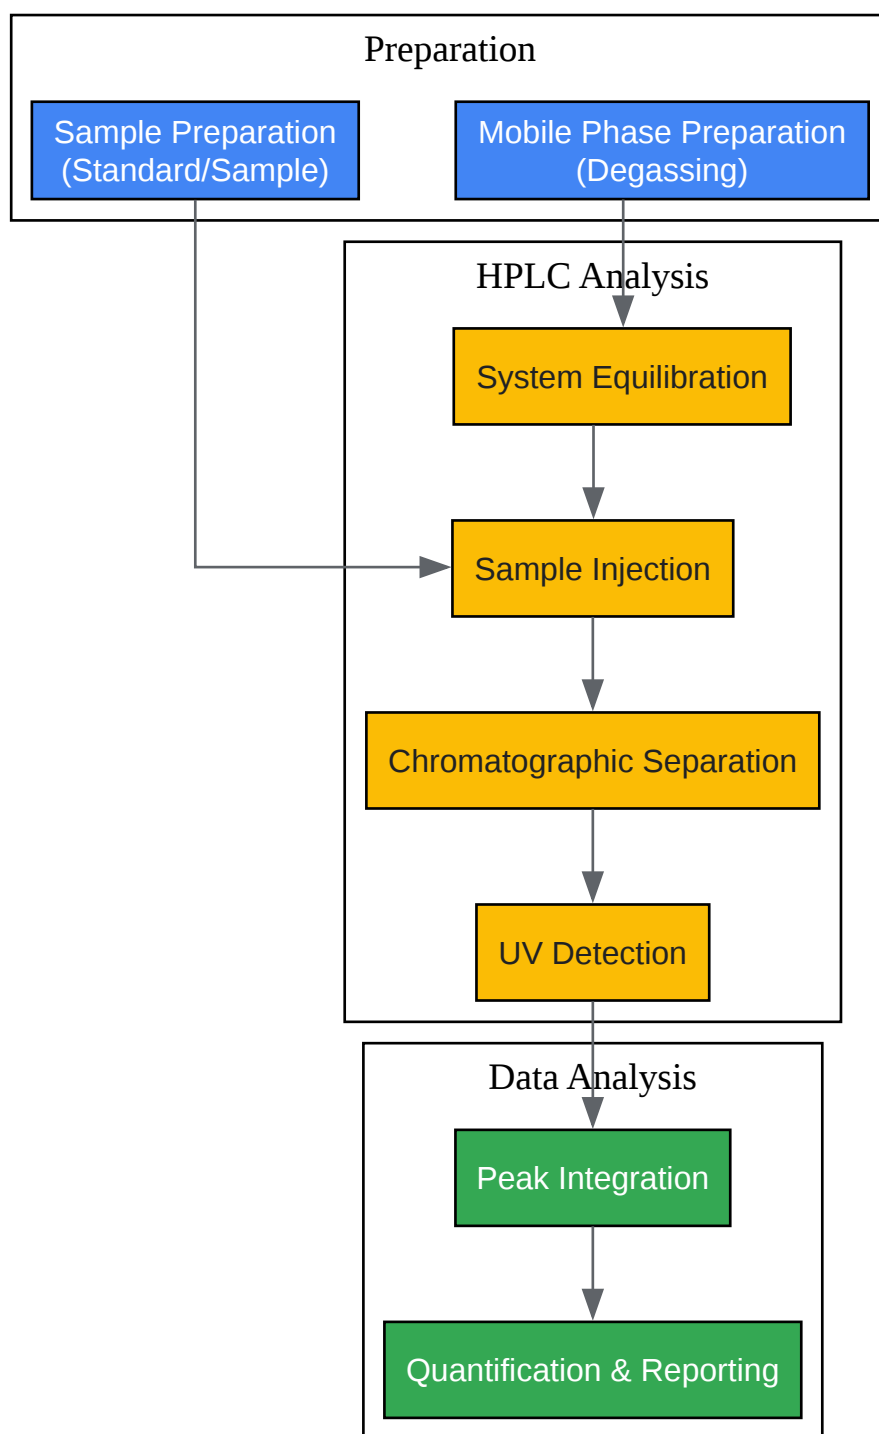 Preparation
Sample Preparation
(Standard/Sample)
Mobile Phase Preparation
(Degassing)
HPLC Analysis
System Equilibration
Sample Injection
Chromatographic Separation
UV Detection
Data Analysis
Peak Integration
Quantification & Reporting